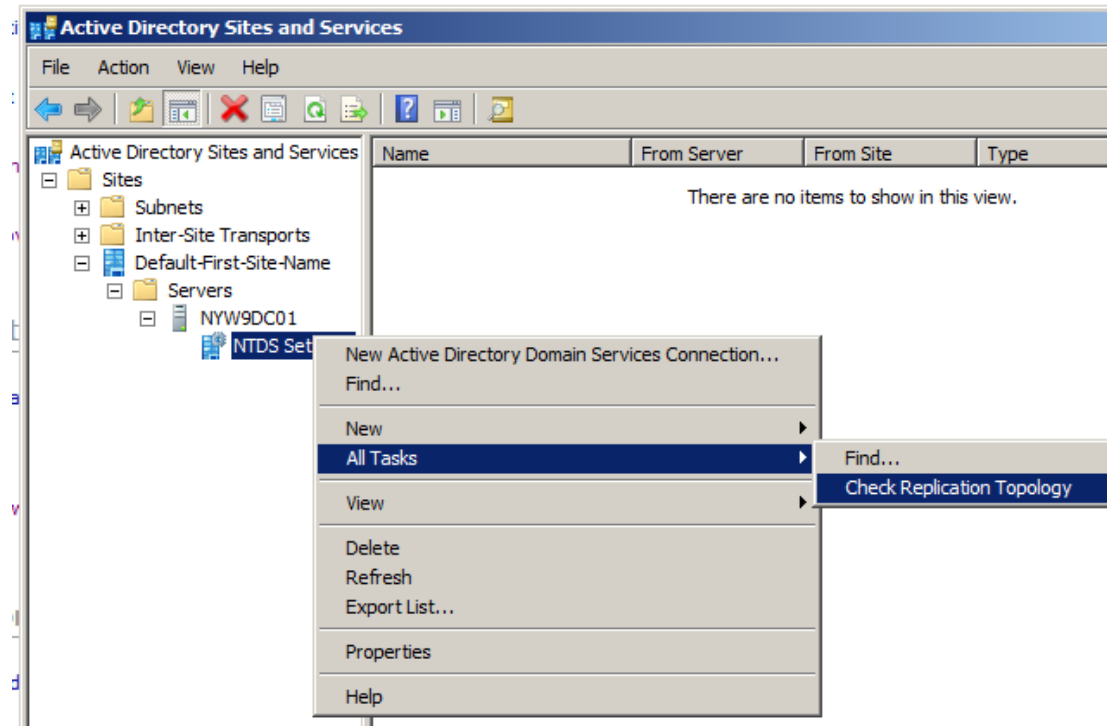 Active Directory Sites and Services
File Action View Help
Active Directory Sites and Services
Name From Server From Site Type
Sites
There are no items to show in this view.
Subnets
Inter-Site Transports
Default-First-Site-Name
Servers
NYW9DC01
NTDS Set
New Active Directory Domain Services Connection...
Find...
New
All Tasks
Find...
Check Replication Topology
View
Delete
Refresh
Export List...
Properties
Help